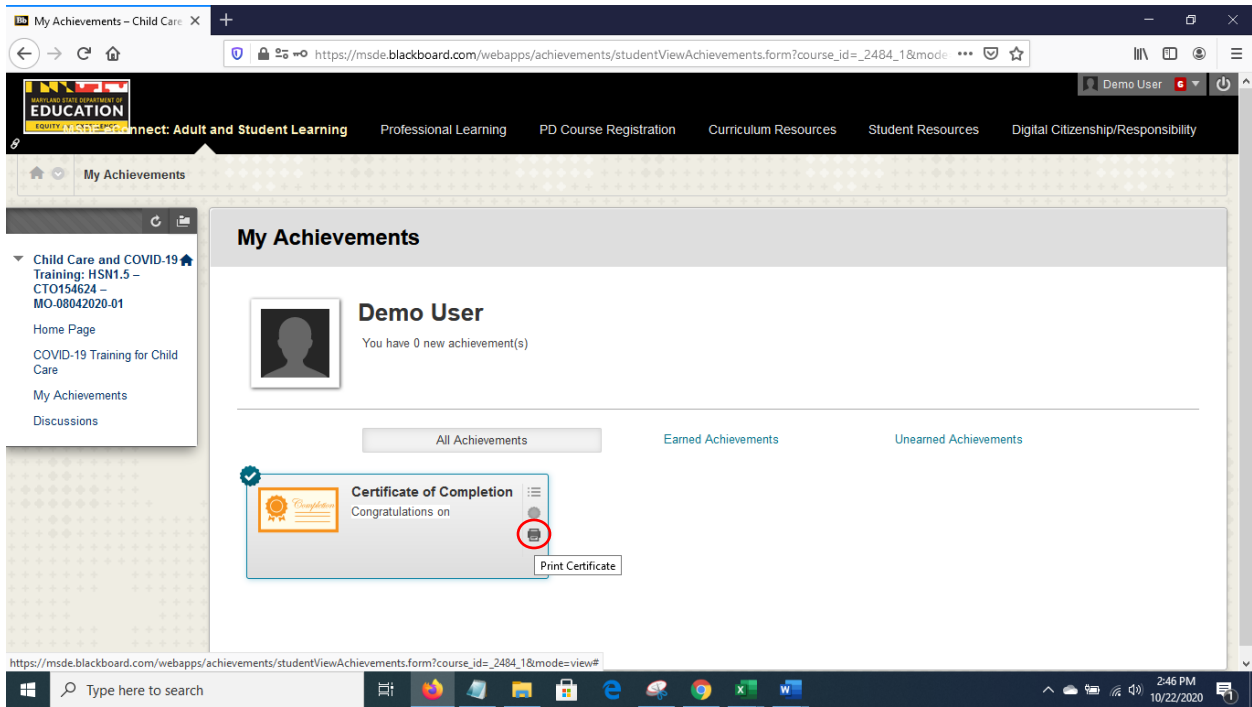 Bb My Achievements – Child Care
https://msde.blackboard.com/webapps/achievements/studentViewAchievements.form?course_id=_2484_1&mode
MARYLAND STATE DEPARTMENT OF
EDUCATION
EQUITY EXCELLENCE
nnect: Adult and Student Learning
Professional Learning
PD Course Registration
Curriculum Resources
Student Resources
Digital Citizenship/Responsibility
Demo User 6
My Achievements
Child Care and COVID-19
Training: HSN1.5 –
CTO154624 –
MO-08042020-01
Home Page
COVID-19 Training for Child
Care
My Achievements
Discussions
My Achievements
Demo User
You have 0 new achievement(s)
All Achievements
Earned Achievements
Unearned Achievements
Completion
Certificate of Completion
Congratulations on
Print Certificate
https://msde.blackboard.com/webapps/achievements/studentViewAchievements.form?course_id=_2484_1&mode=view#
Type here to search
2:46 PM
10/22/2020
1